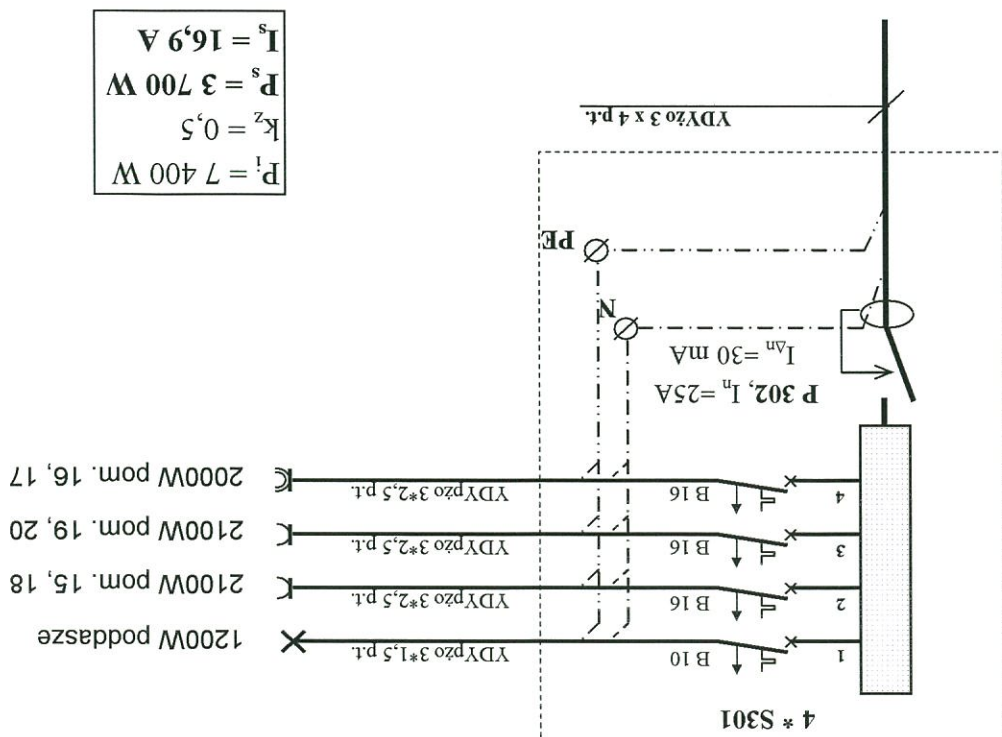 4 * S301
1
B 10
YDYpżo 3*1,5 p.t.
1200W poddasze
2
B 16
YDYpżo 3*2,5 p.t.
2100W pom. 15, 18
3
B 16
YDYpżo 3*2,5 p.t.
2100W pom. 19, 20
4
B 16
YDYpżo 3*2,5 p.t.
2000W pom. 16, 17
P 302, In =25A
IΔn =30 mA
N
PE
YDYżo 3 x 4 p.t.
Pi = 7 400 W
kz = 0,5
Ps = 3 700 W
Is = 16,9 A